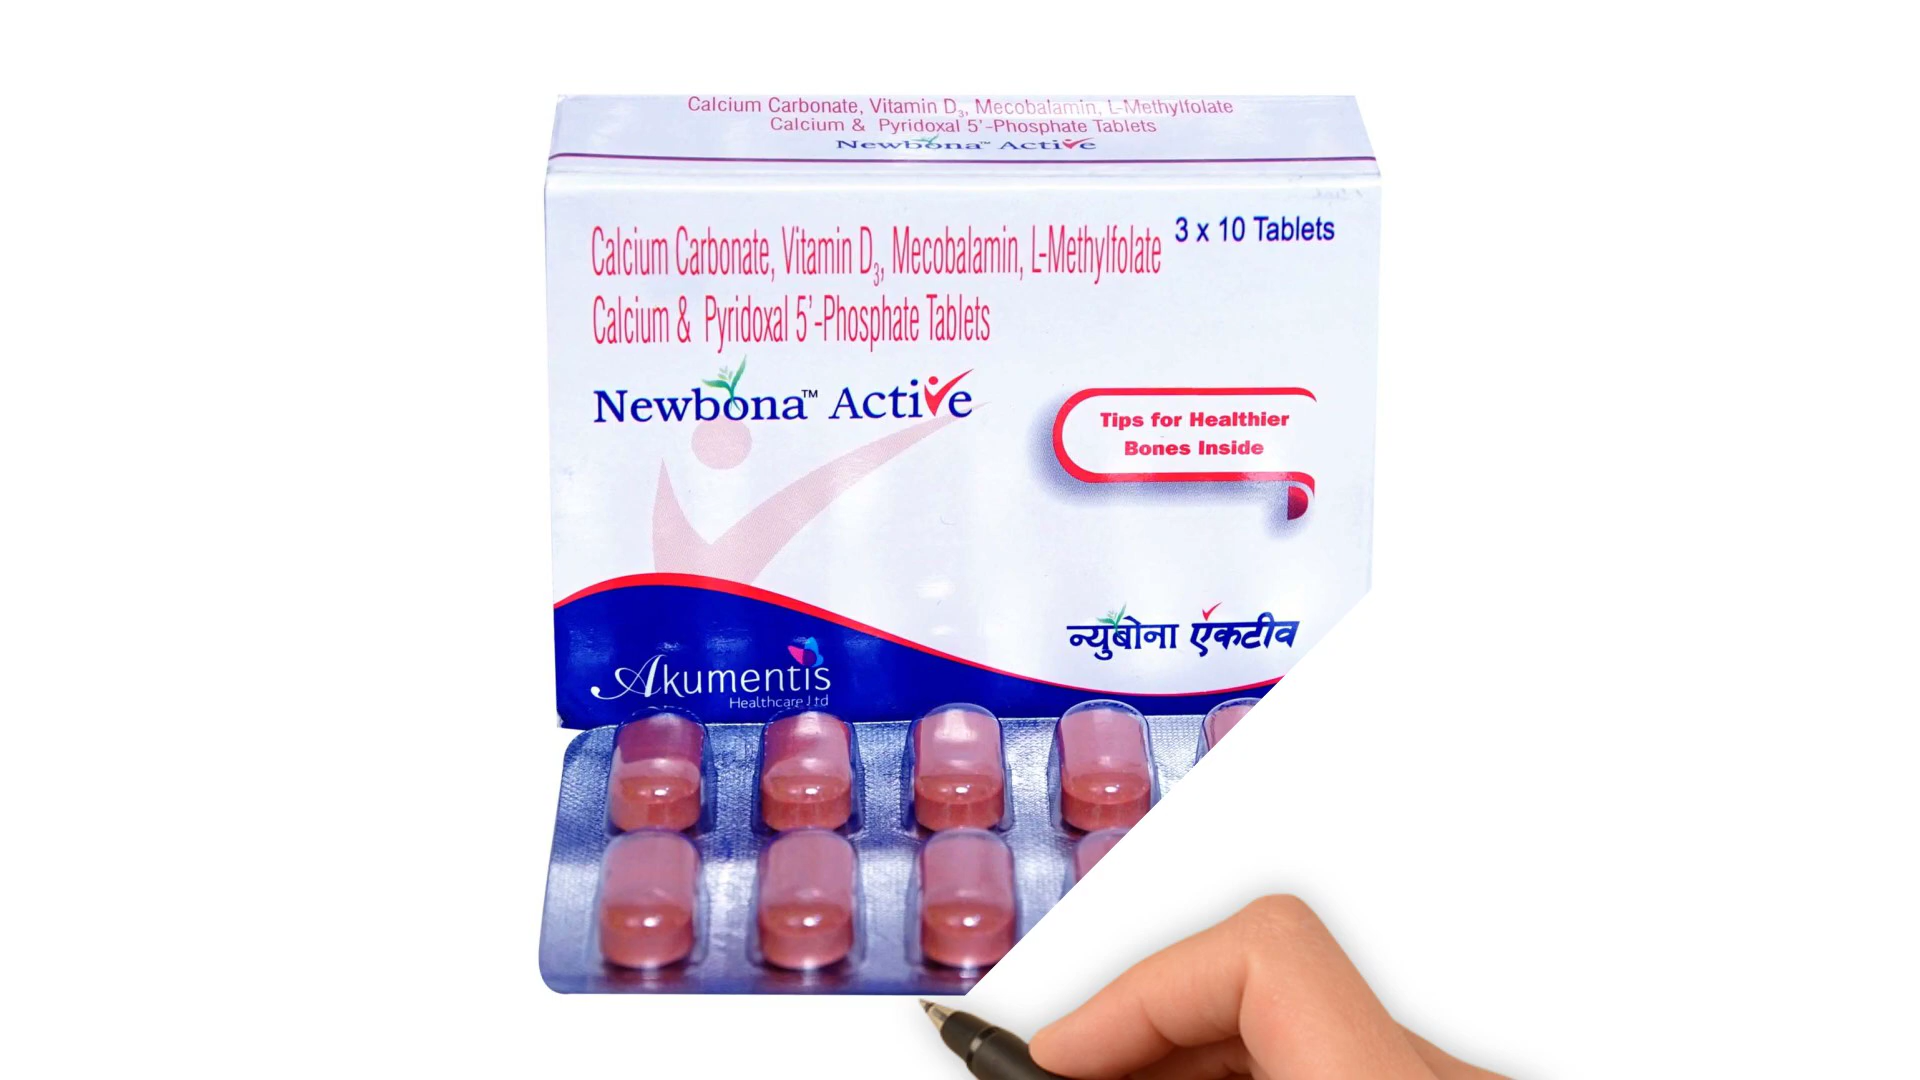 Calcium Carbonate, Vitamin D3, Mecobalamin, L-Methylfolate
Calcium & Pyridoxal 5'-Phosphate Tablets
Newbona™ Active
3 x 10 Tablets
Calcium Carbonate, Vitamin D3, Mecobalamin, L-Methylfolate
Calcium & Pyridoxal 5'-Phosphate Tablets
Newbona™ Active
Tips for Healthier
Bones Inside
न्युबोना एकटीव
Akumentis
Healthcare Ltd